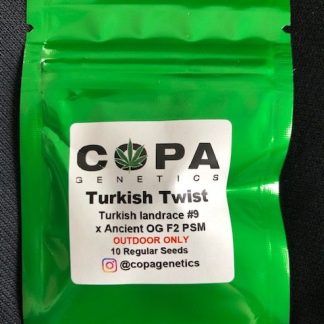 COPA
GENETICS
Turkish Twist
Turkish landrace #9
x Ancient OG F2 PSM
OUTDOOR ONLY
10 Regular Seeds
@copagenetics